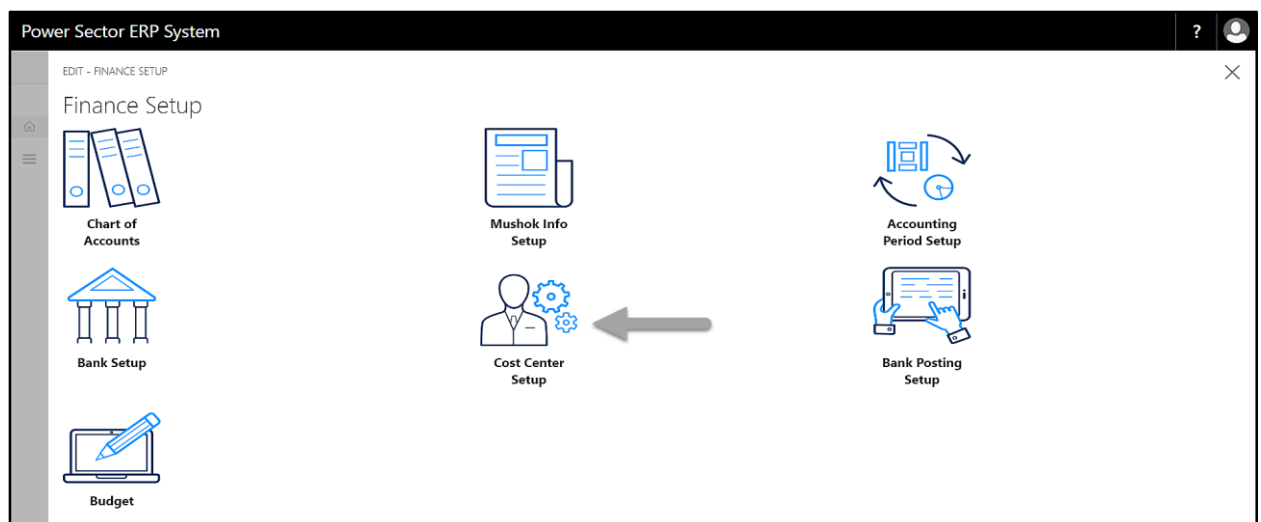 Power Sector ERP System ?
EDIT - FINANCE SETUP
Finance Setup
Chart of
Accounts
Mushok Info
Setup
Accounting
Period Setup
Bank Setup
Cost Center
Setup
Bank Posting
Setup
Budget